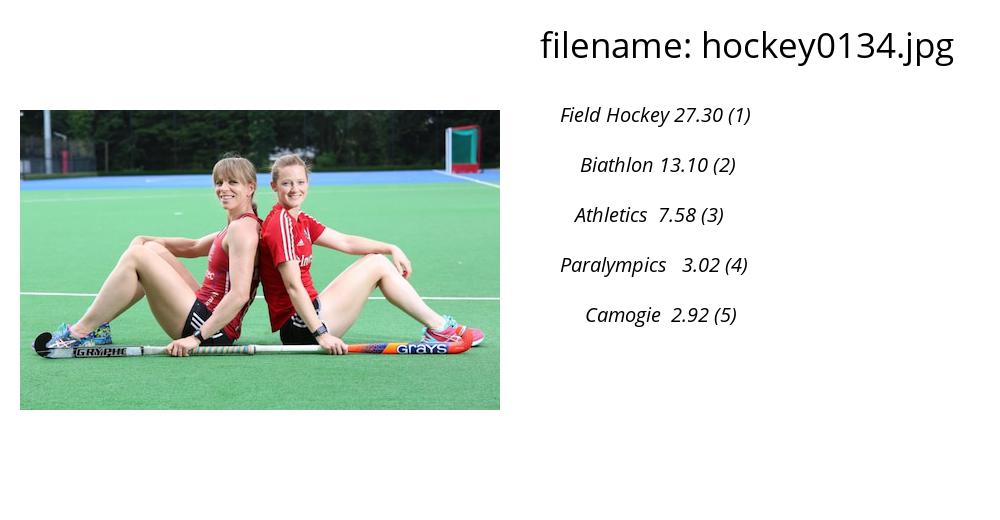 filename: hockey0134.jpg
Field Hockey 27.30 (1)
Biathlon 13.10 (2)
Athletics 7.58 (3)
Paralympics 3.02 (4)
Camogie 2.92 (5)
GRYPHO
GRAYS